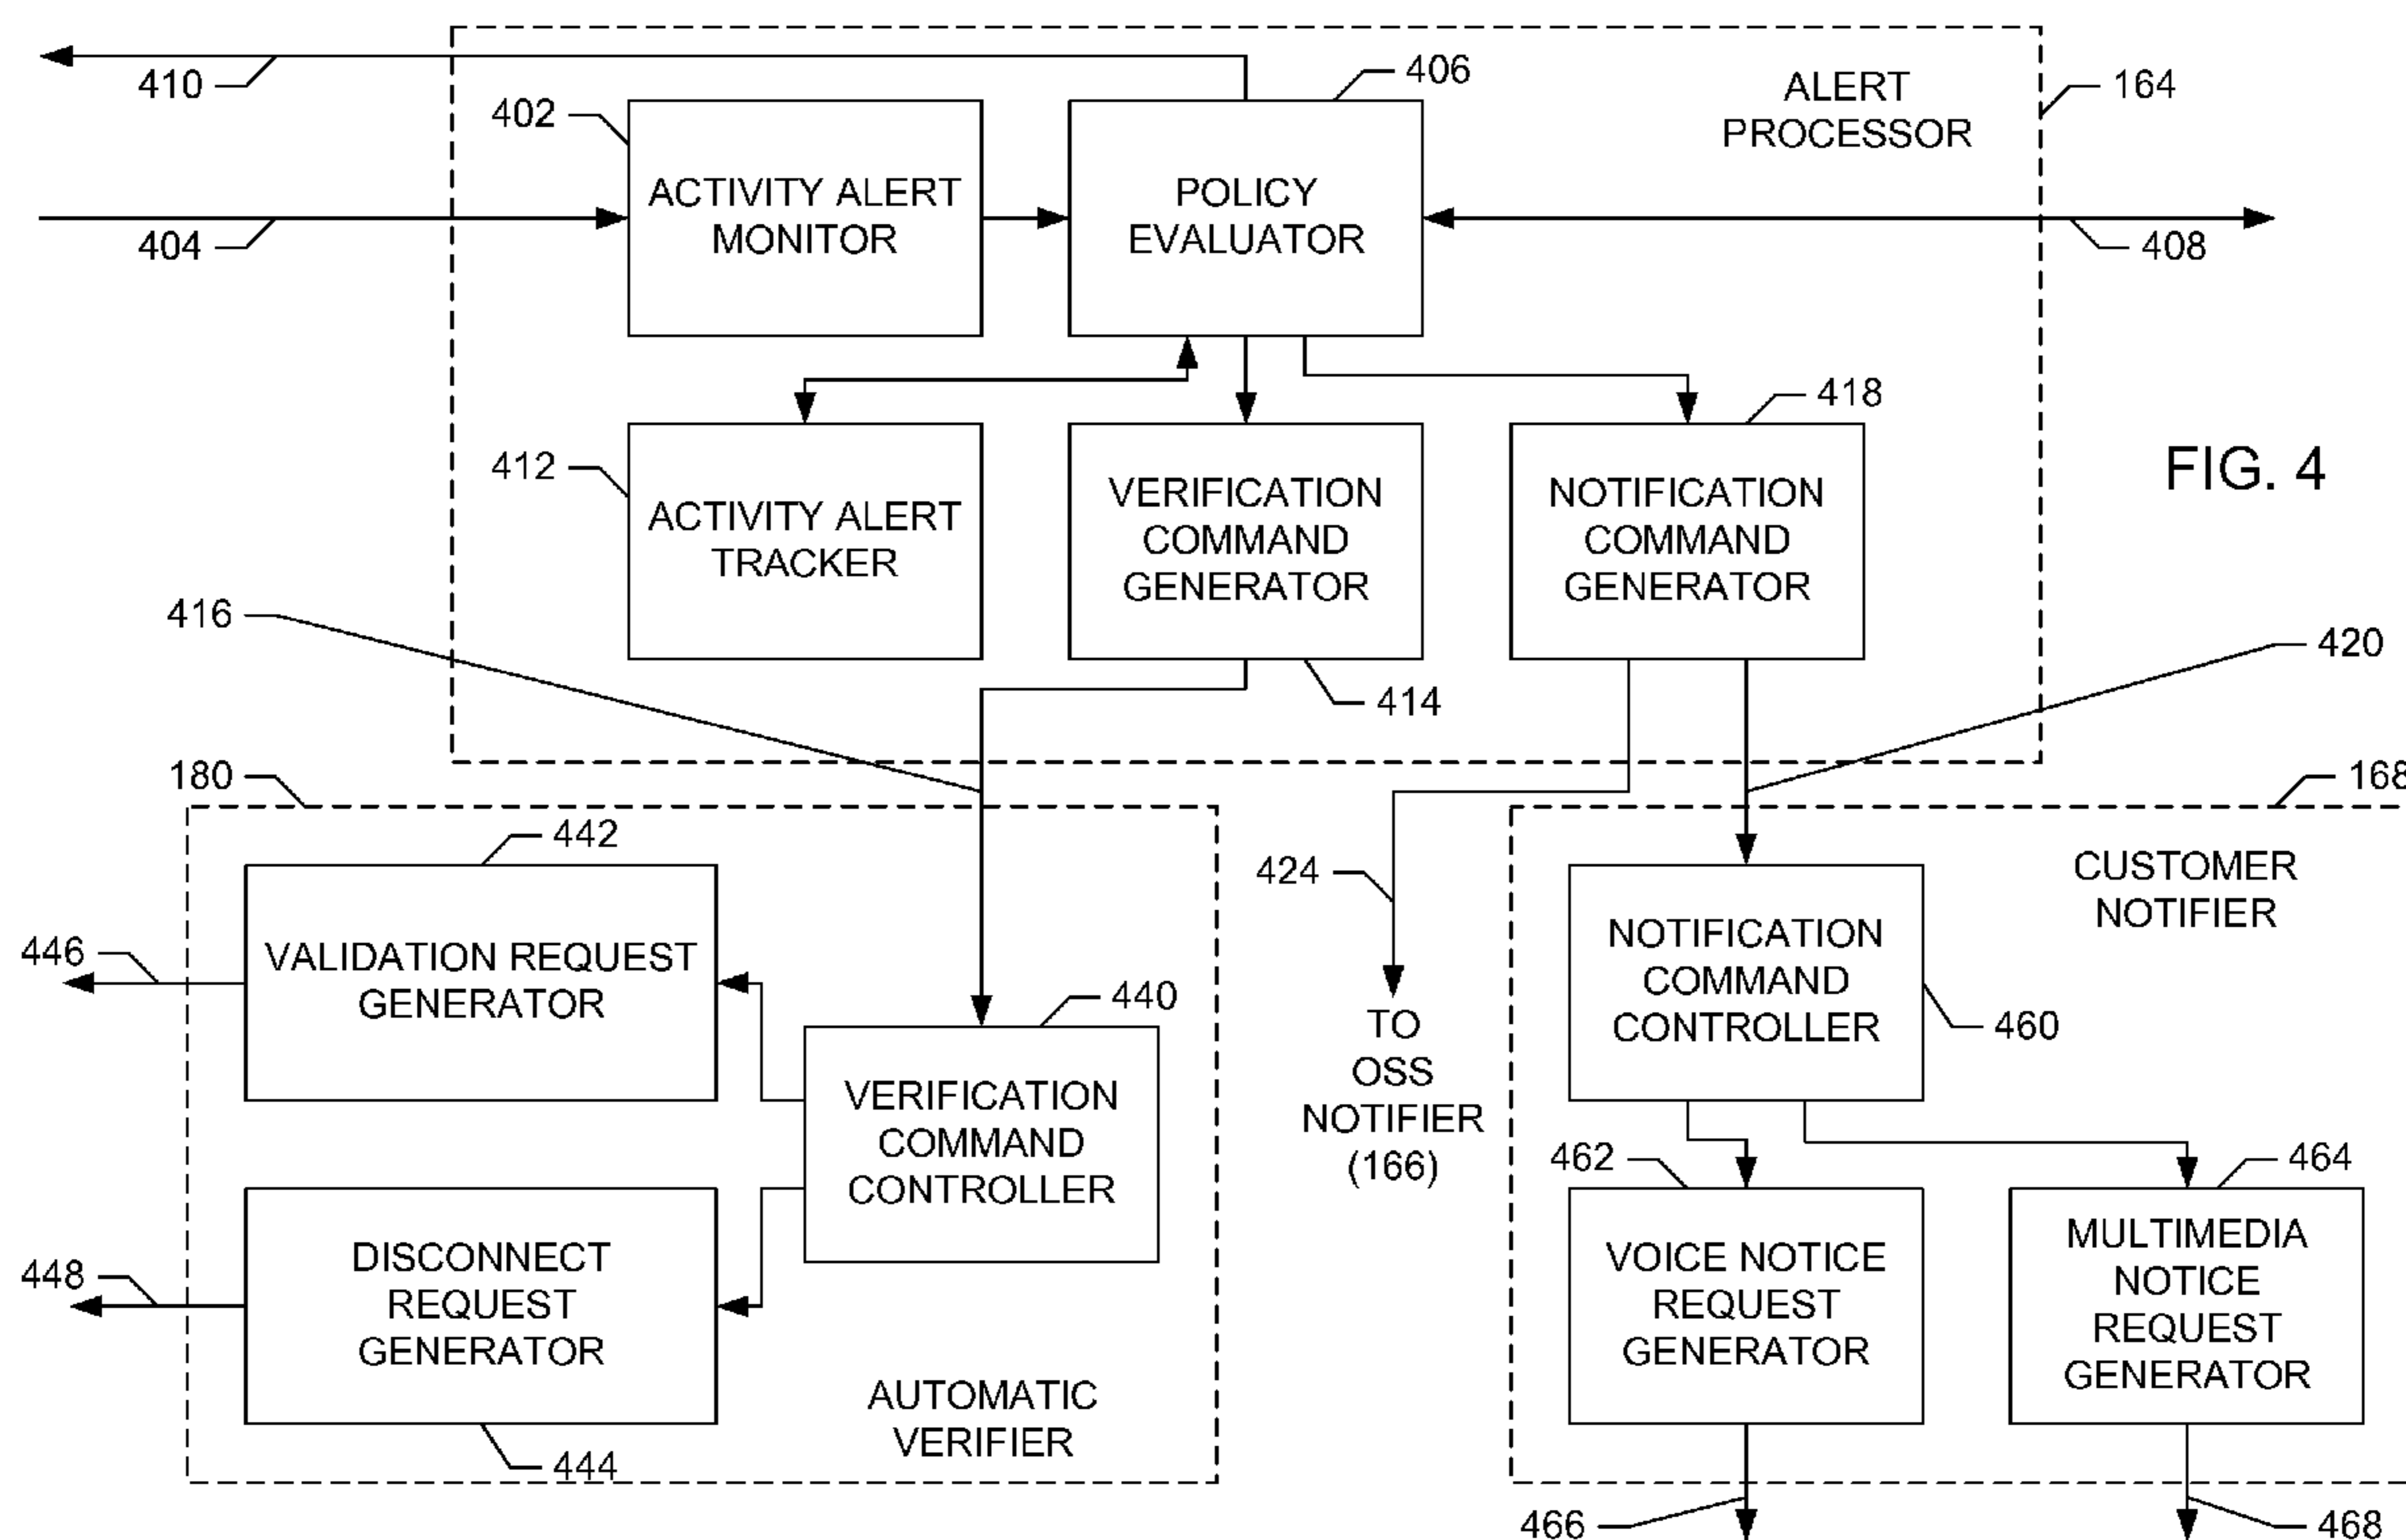 410
406
ALERT
PROCESSOR
164
402
ACTIVITY ALERT
MONITOR
POLICY
EVALUATOR
404
408
418
412
ACTIVITY ALERT
TRACKER
VERIFICATION
COMMAND
GENERATOR
NOTIFICATION
COMMAND
GENERATOR
FIG. 4
416
414
420
180
168
442
VALIDATION REQUEST
GENERATOR
446
424
TO
OSS
NOTIFIER
(166)
CUSTOMER
NOTIFIER
NOTIFICATION
COMMAND
CONTROLLER
460
440
VERIFICATION
COMMAND
CONTROLLER
462
464
448
DISCONNECT
REQUEST
GENERATOR
444
AUTOMATIC
VERIFIER
VOICE NOTICE
REQUEST
GENERATOR
MULTIMEDIA
NOTICE
REQUEST
GENERATOR
466
468